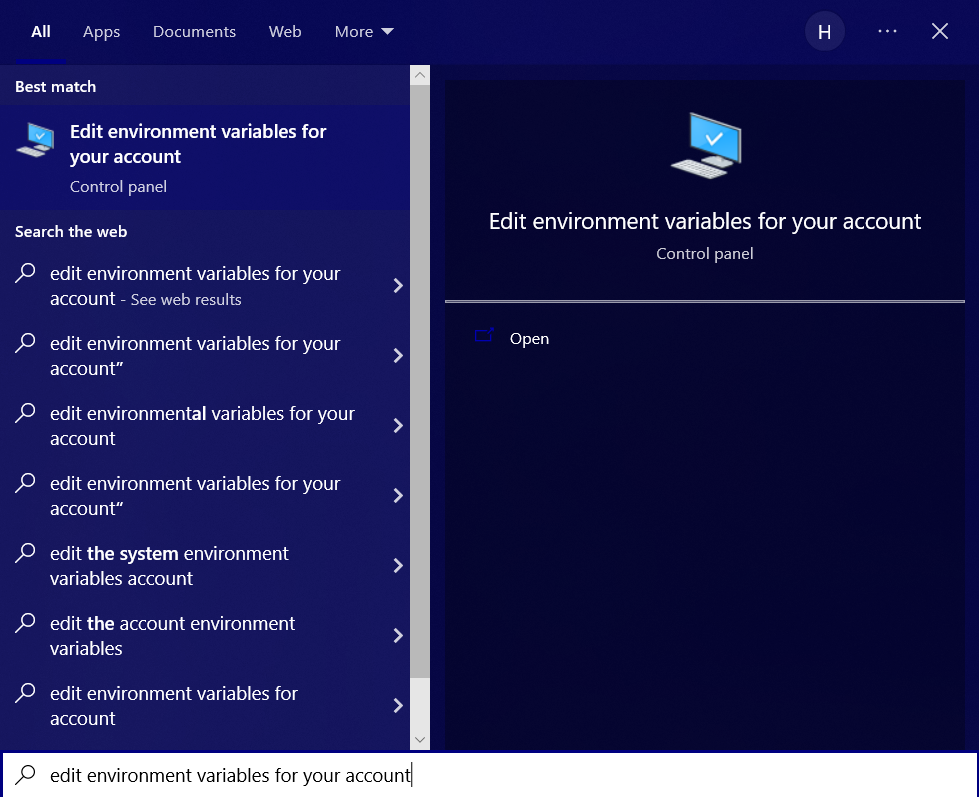 All Apps Documents Web More H ...
Best match
Edit environment variables for
your account
Control panel
Search the web
edit environment variables for your
account - See web results
edit environment variables for your
account”
edit environmental variables for your
account
edit environment variables for your
account“
edit the system environment
variables account
edit the account environment
variables
edit environment variables for
account
Edit environment variables for your account
Control panel
Open
edit environment variables for your account